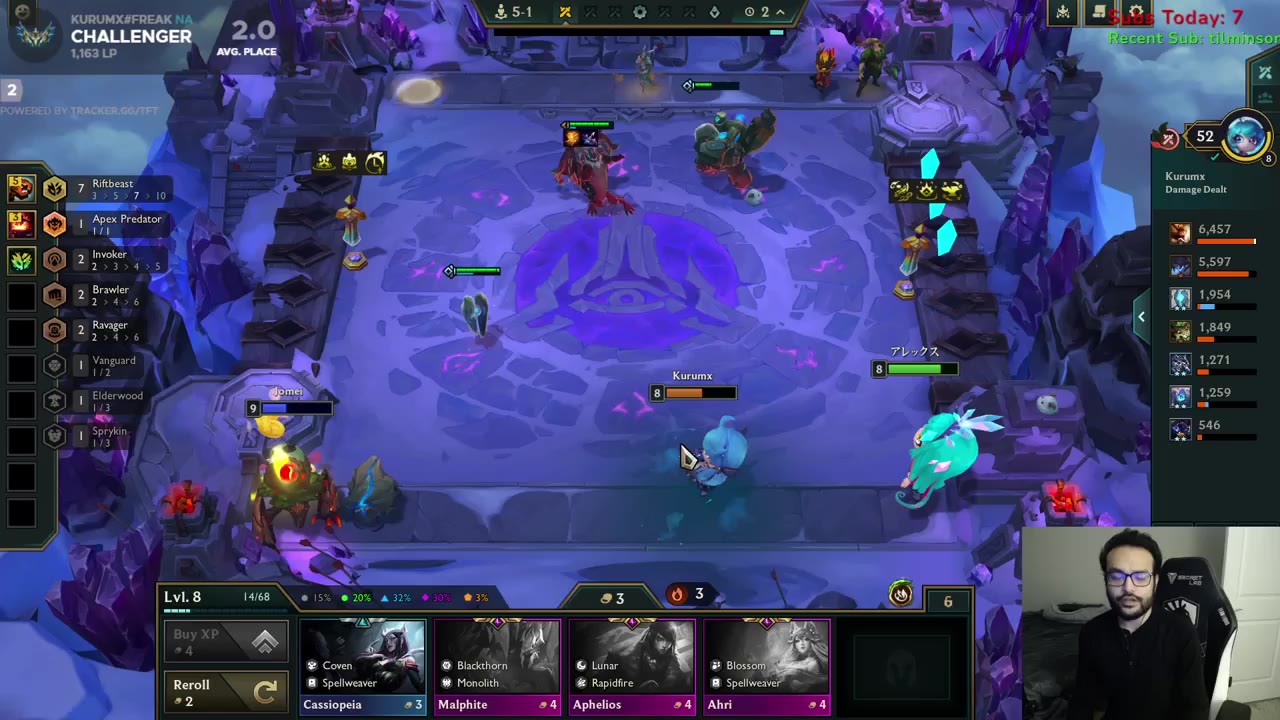 KURUMX#FREAK NA
CHALLENGER
1,163 LP
2.0
AVG. PLACE
2
POWERED BY TRACKER.GG/TFT
5-1
2
Subs Today: 7
Recent Sub: tilminsor
52
8
Kurumx
Damage Dealt
6,457
5,597
1,954
1,849
1,271
1,259
546
7 Riftbeast
3 > 5 > 7 > 10
1 Apex Predator
1 / 1
2 Invoker
2 > 3 > 4 > 5
2 Brawler
2 > 4 > 6
2 Ravager
2 > 4 > 6
1 Vanguard
1 / 2
1 Elderwood
1 / 3
1 Sprykin
1 / 3
アレックス
8
Kurumx
8
Tomei
9
Lvl. 8
14/68
15%
20%
32%
30%
3%
3
3
6
Buy XP
4
Reroll
2
Coven
Spellweaver
Cassiopeia 3
Blackthorn
Monolith
Malphite 4
Lunar
Rapidfire
Aphelios 4
Blossom
Spellweaver
Ahri 4